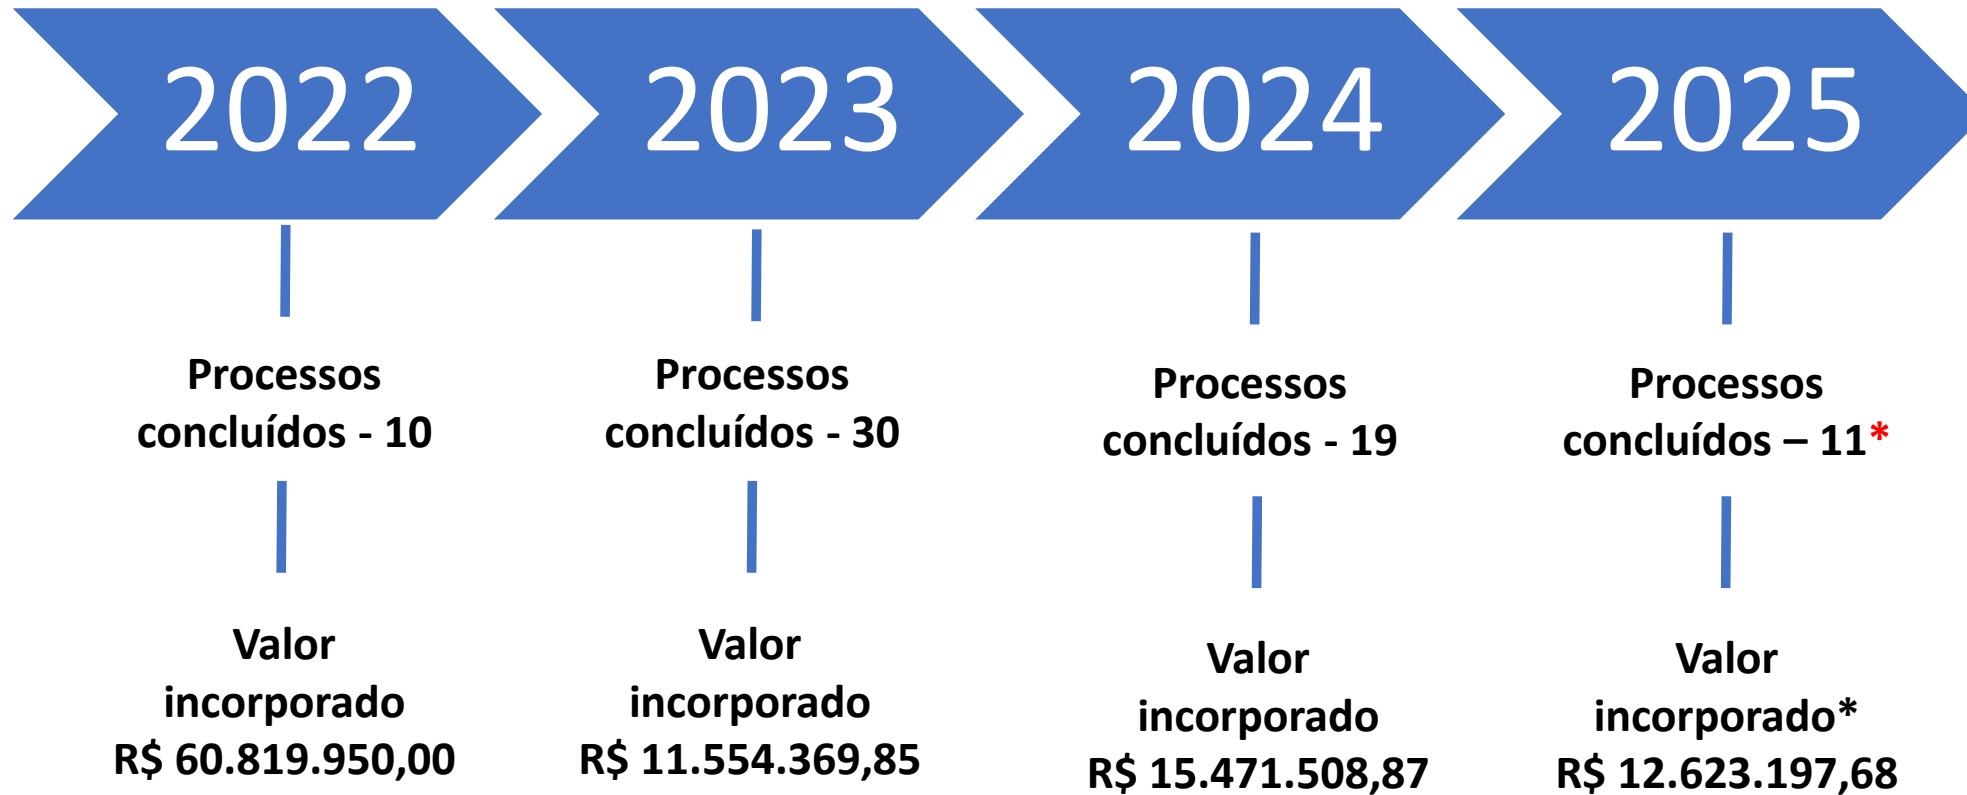 2022
Processos
concluídos - 10
Valor
incorporado
R$ 60.819.950,00
2023
Processos
concluídos - 30
Valor
incorporado
R$ 11.554.369,85
2024
Processos
concluídos - 19
Valor
incorporado
R$ 15.471.508,87
2025
Processos
concluídos – 11*
Valor
incorporado*
R$ 12.623.197,68